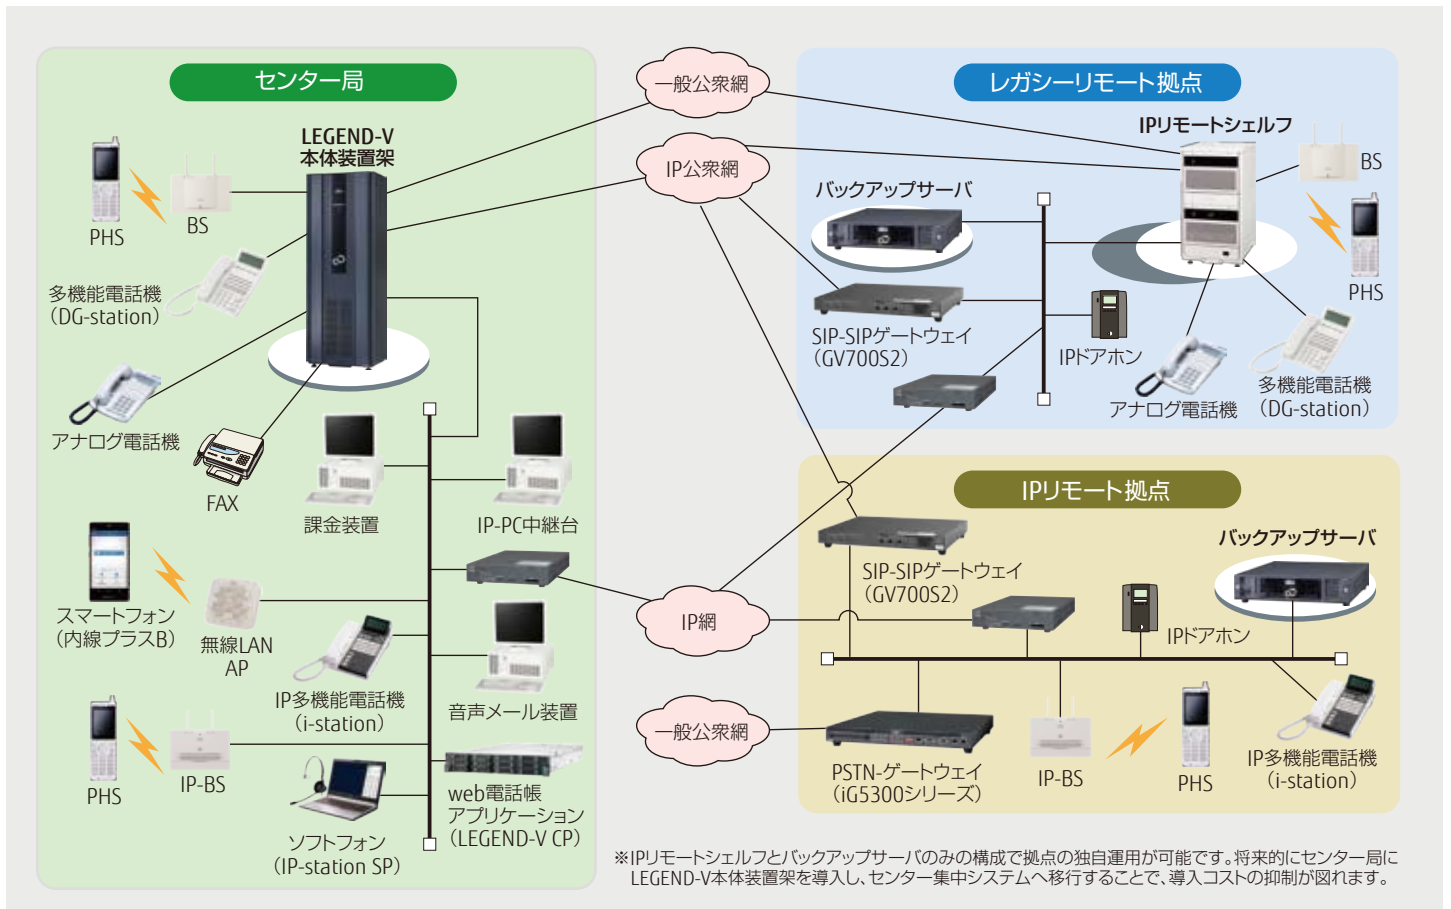 センター局
LEGEND-V
本体装置架
PHS
BS
多機能電話機
（DG-station）
アナログ電話機
FAX
課金装置
IP-PC中継台
スマートフォン
（内線プラスB）
無線LAN
AP
IP多機能電話機
（i-station）
音声メール装置
PHS
IP-BS
ソフトフォン
（IP-station SP）
web電話帳
アプリケーション
（LEGEND-V CP）
一般公衆網
IP公衆網
IP網
一般公衆網
レガシーリモート拠点
IPリモートシェルフ
バックアップサーバ
BS
PHS
SIP-SIPゲートウェイ
（GV700S2）
IPドアホン
アナログ電話機
多機能電話機
（DG-station）
IPリモート拠点
SIP-SIPゲートウェイ
（GV700S2）
バックアップサーバ
IPドアホン
PSTN-ゲートウェイ
（iG5300シリーズ）
IP-BS
PHS
IP多機能電話機
（i-station）
※IPリモートシェルフとバックアップサーバのみの構成で拠点の独自運用が可能です。将来的にセンター局に
LEGEND-V本体装置架を導入し、センター集中システムへ移行することで、導入コストの抑制が図れます。